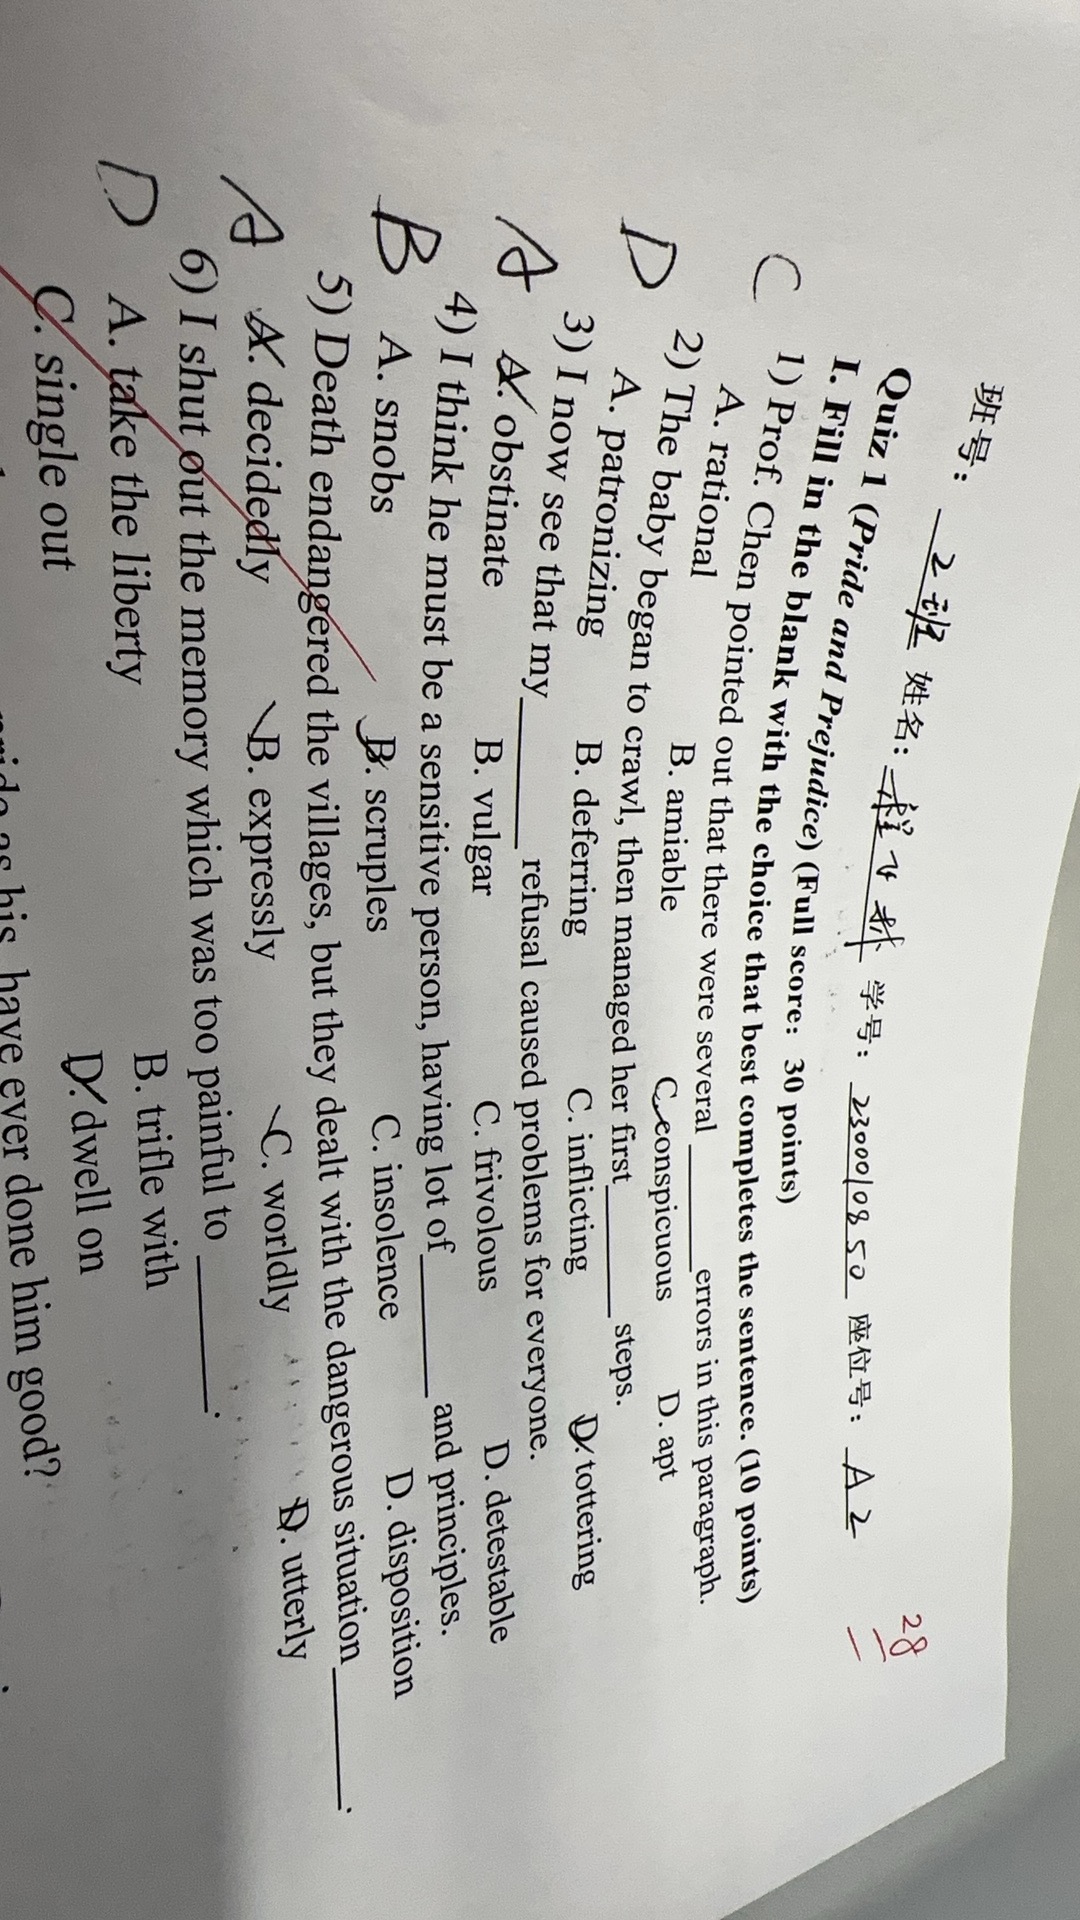 班号： 2班 姓名： 学号： 2300010850 座位号： A2
28
Quiz 1 (Pride and Prejudice) (Full score: 30 points)
I. Fill in the blank with the choice that best completes the sentence. (10 points)
C 1) Prof. Chen pointed out that there were several ______ errors in this paragraph.
A. rational B. amiable C. conspicuous D. apt
D 2) The baby began to crawl, then managed her first ______ steps.
A. patronizing B. deferring C. inflicting D. tottering
A 3) I now see that my ______ refusal caused problems for everyone.
A. obstinate B. vulgar C. frivolous D. detestable
B 4) I think he must be a sensitive person, having lot of ______ and principles.
A. snobs B. scruples C. insolence D. disposition
A 5) Death endangered the villages, but they dealt with the dangerous situation ______.
A. decidedly B. expressly C. worldly D. utterly
D 6) I shut out the memory which was too painful to ______.
A. take the liberty B. trifle with
C. single out D. dwell on
pride as his, have ever done him good?